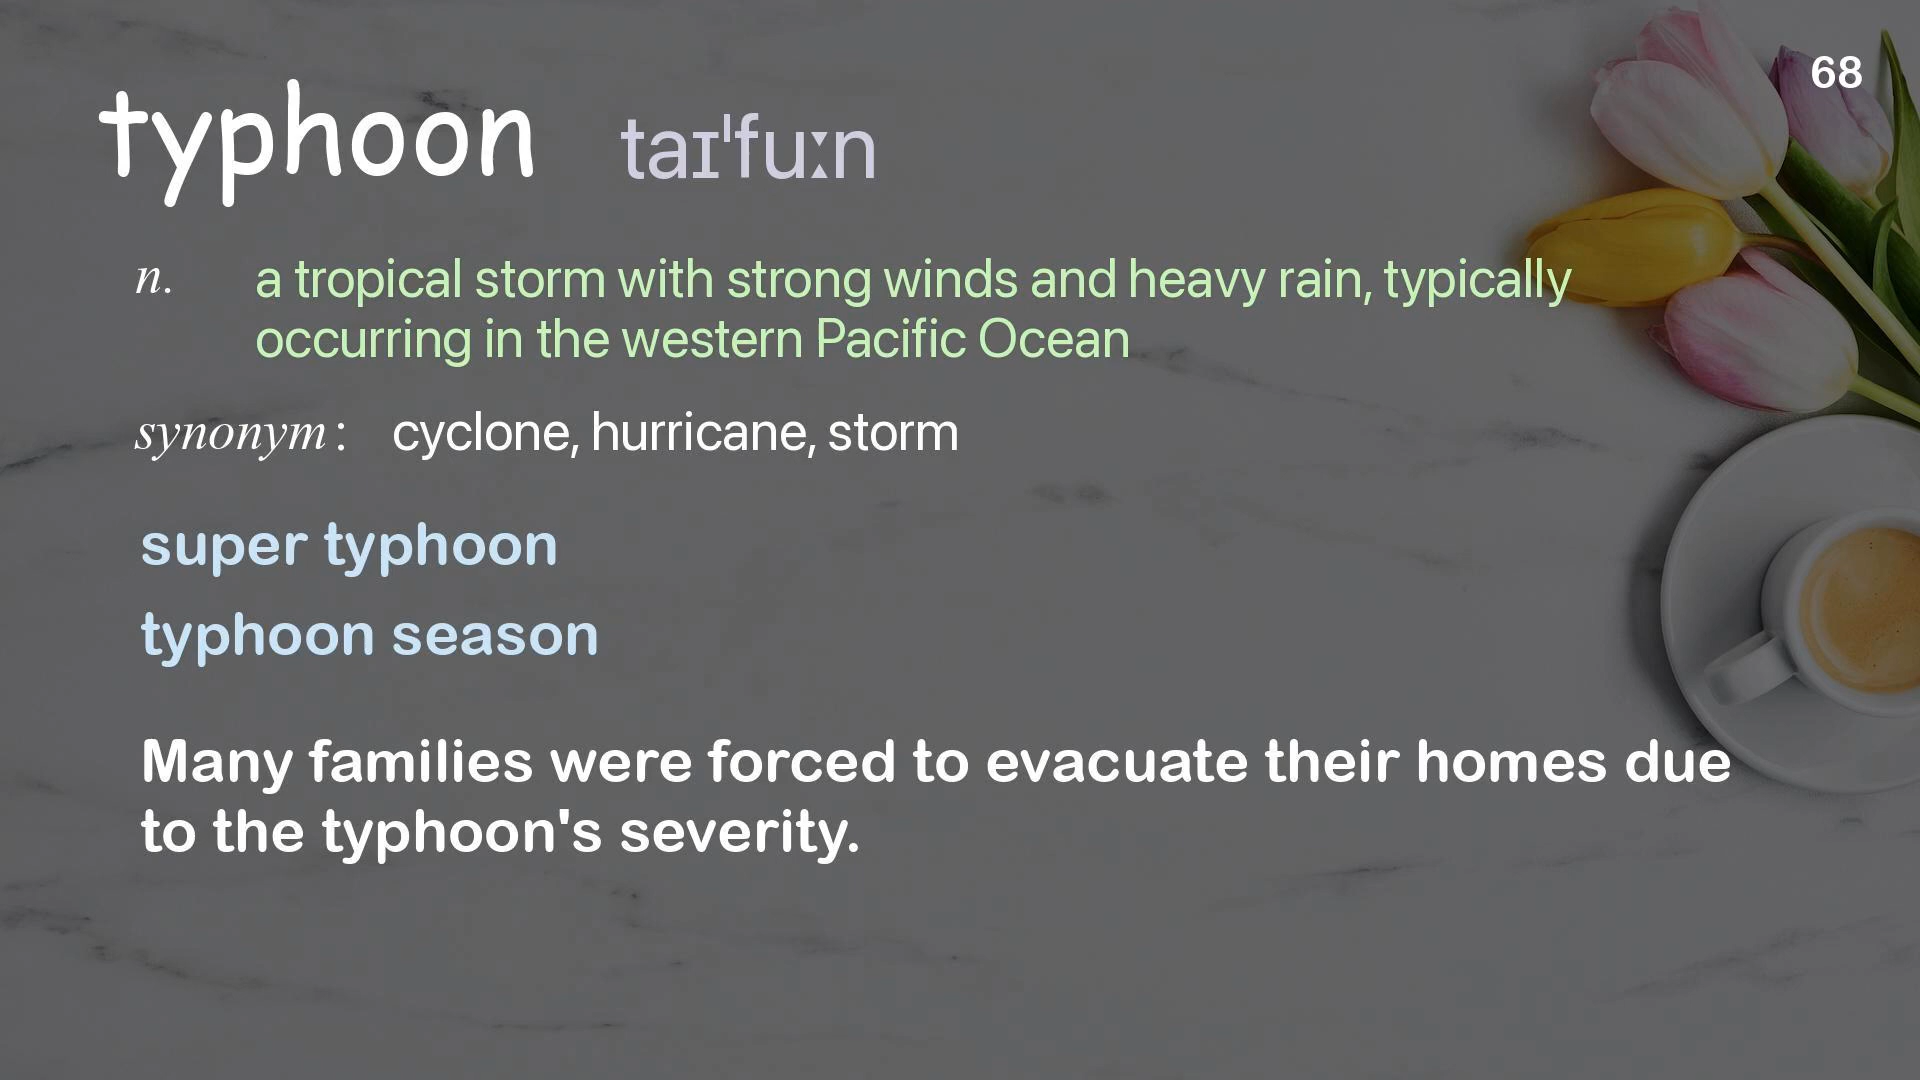 68
typhoon taɪˈfuːn
n. a tropical storm with strong winds and heavy rain, typically
occurring in the western Pacific Ocean
synonym: cyclone, hurricane, storm
super typhoon
typhoon season
Many families were forced to evacuate their homes due
to the typhoon's severity.